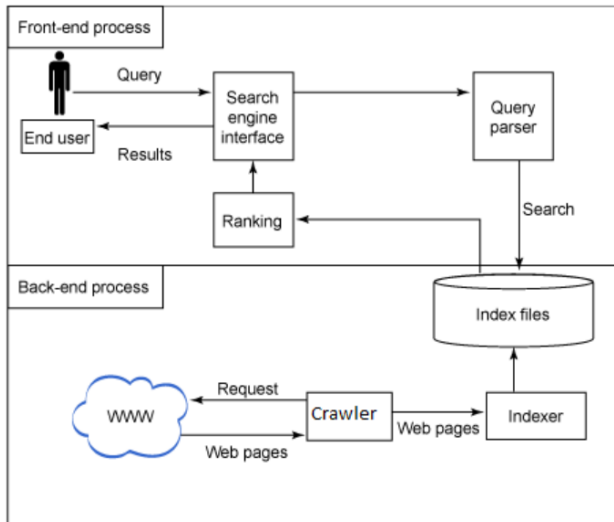 Front-end process
Query
Search
engine
interface
Query
parser
End user
Results
Ranking
Search
Back-end process
Index files
Request
WWW
Crawler
Indexer
Web pages
Web pages